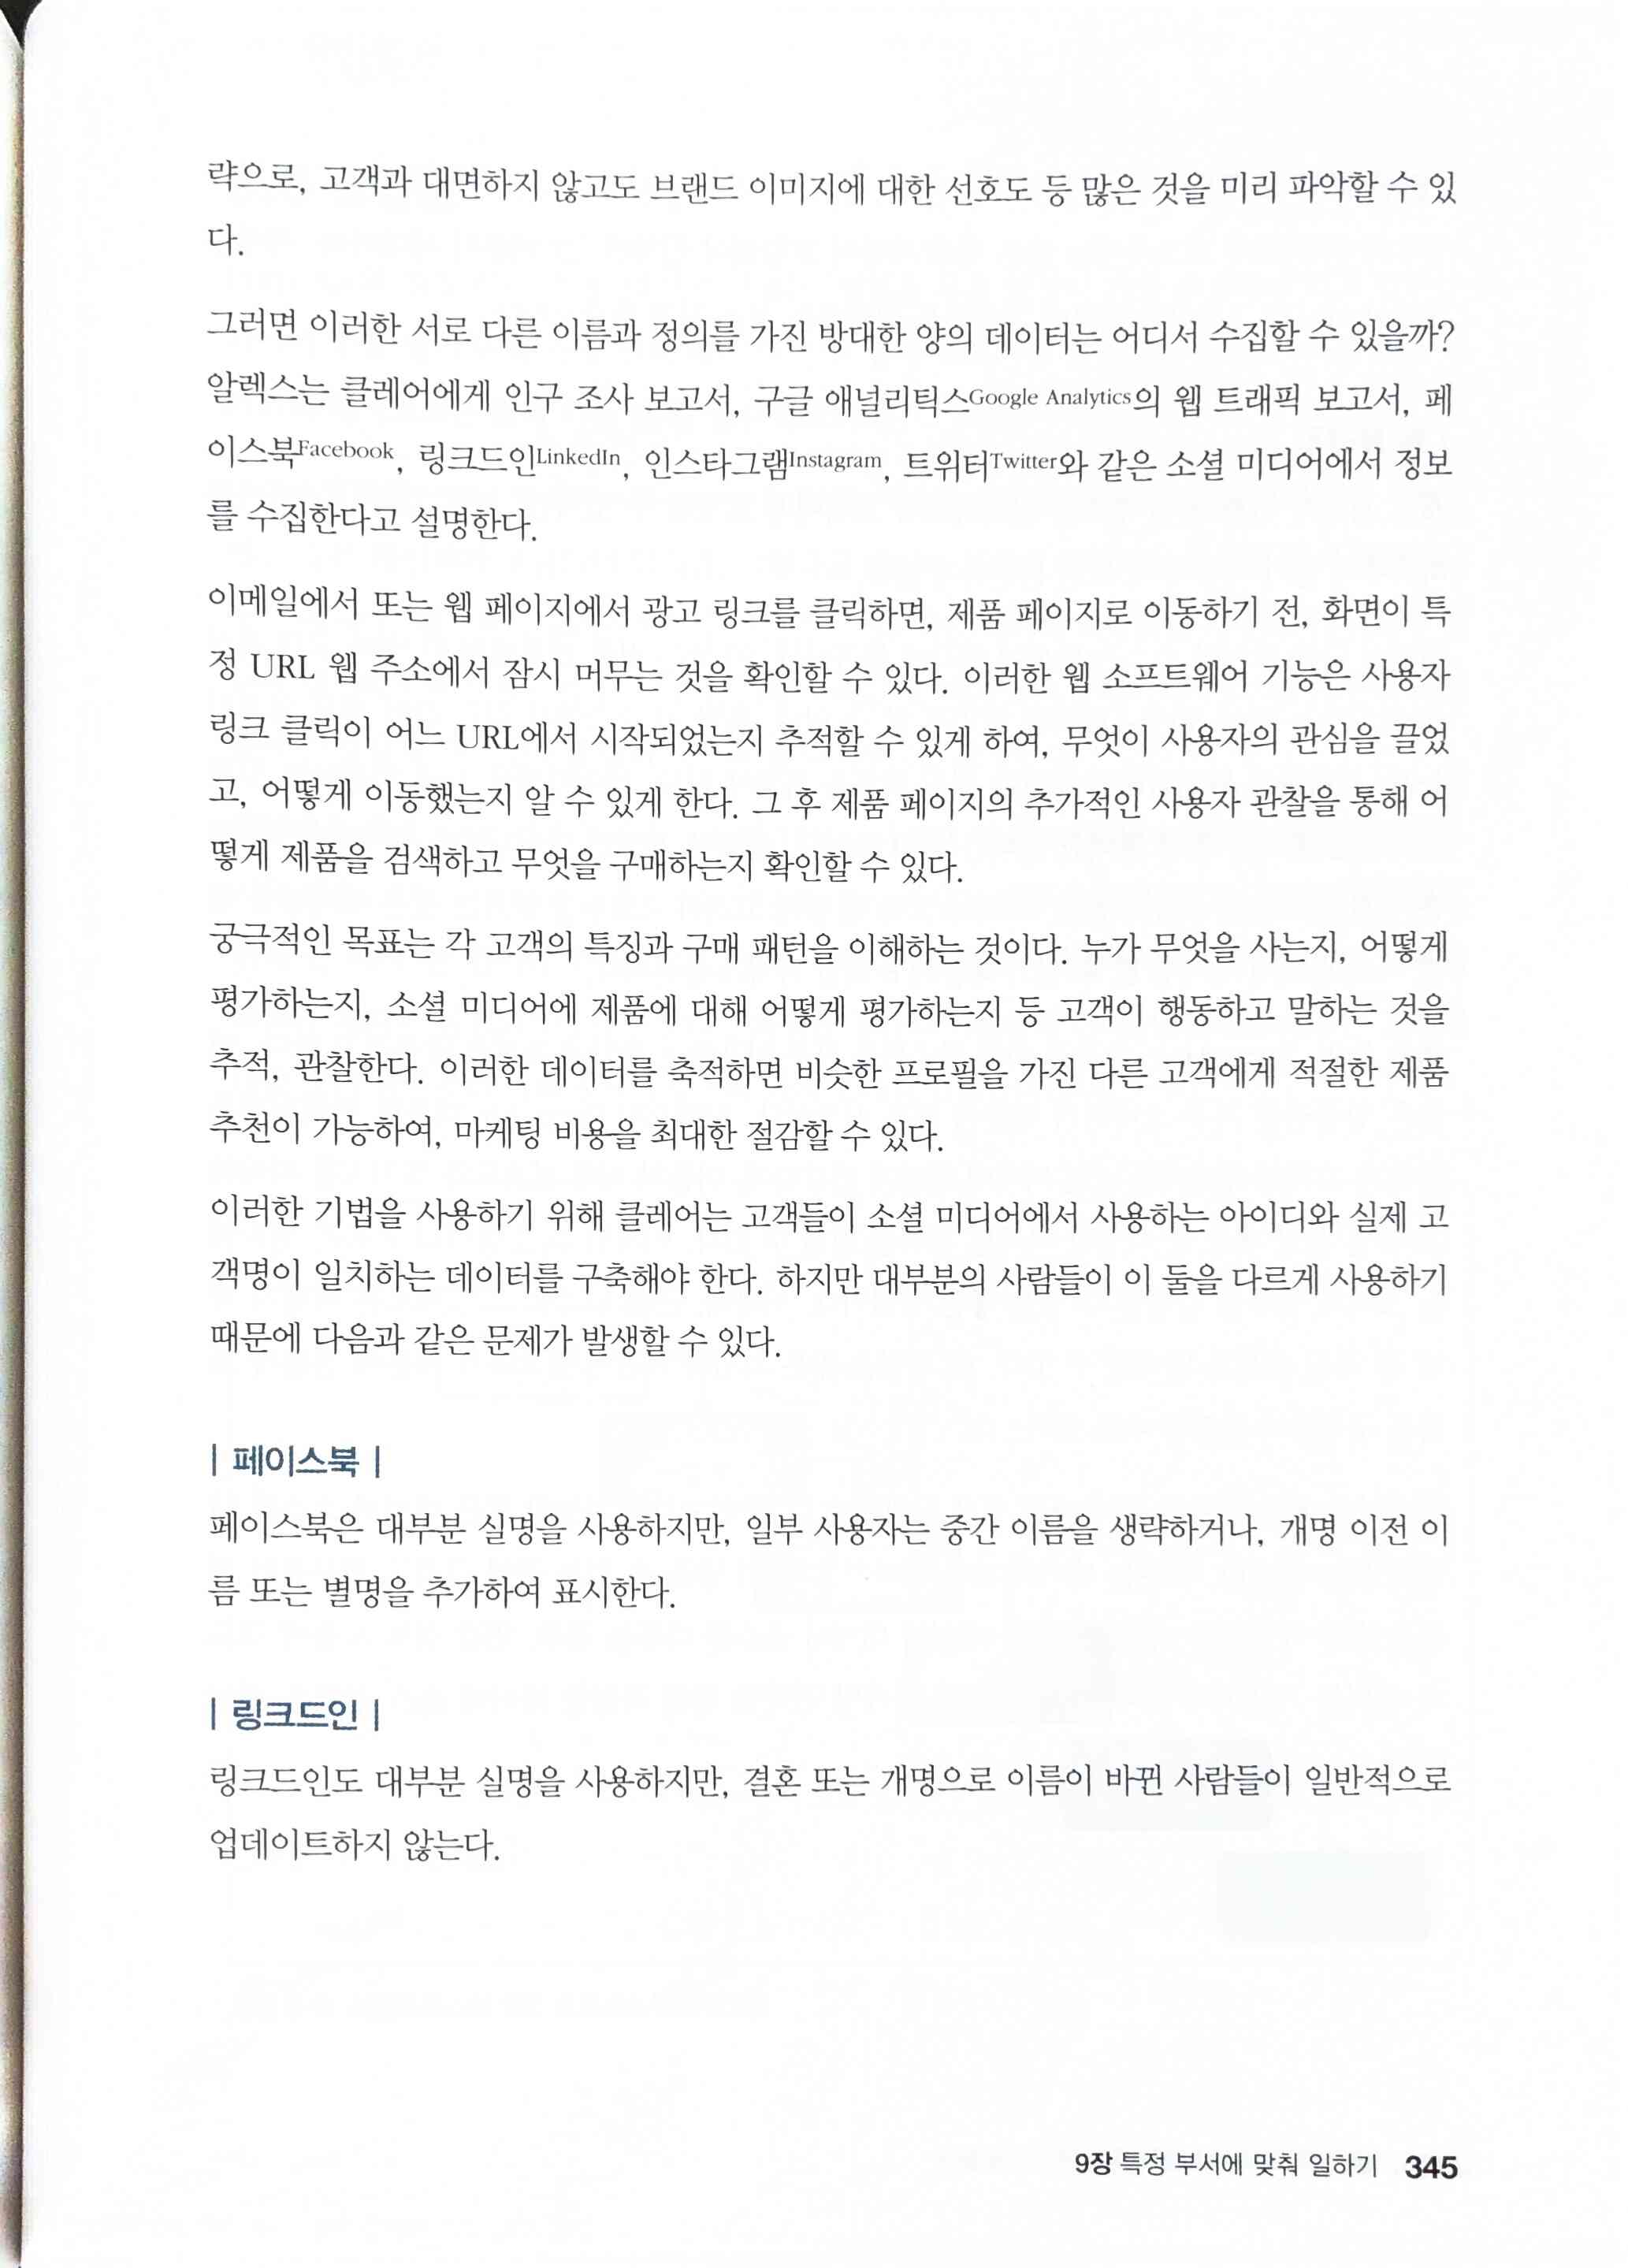 략으로, 고객과 대면하지 않고도 브랜드 이미지에 대한 선호도 등 많은 것을 미리 파악할 수 있
다.
그러면 이러한 서로 다른 이름과 정의를 가진 방대한 양의 데이터는 어디서 수집할 수 있을까?
알렉스는 클레어에게 인구 조사 보고서, 구글 애널리틱스Google Analytics의 웹 트래픽 보고서, 페
이스북Facebook, 링크드인LinkedIn, 인스타그램Instagram, 트위터Twitter와 같은 소셜 미디어에서 정보
를 수집한다고 설명한다.
이메일에서 또는 웹 페이지에서 광고 링크를 클릭하면, 제품 페이지로 이동하기 전, 화면이 특
정 URL 웹 주소에서 잠시 머무는 것을 확인할 수 있다. 이러한 웹 소프트웨어 기능은 사용자
링크 클릭이 어느 URL에서 시작되었는지 추적할 수 있게 하여, 무엇이 사용자의 관심을 끌었
고, 어떻게 이동했는지 알 수 있게 한다. 그 후 제품 페이지의 추가적인 사용자 관찰을 통해 어
떻게 제품을 검색하고 무엇을 구매하는지 확인할 수 있다.
궁극적인 목표는 각 고객의 특징과 구매 패턴을 이해하는 것이다. 누가 무엇을 사는지, 어떻게
평가하는지, 소셜 미디어에 제품에 대해 어떻게 평가하는지 등 고객이 행동하고 말하는 것을
추적, 관찰한다. 이러한 데이터를 축적하면 비슷한 프로필을 가진 다른 고객에게 적절한 제품
추천이 가능하여, 마케팅 비용을 최대한 절감할 수 있다.
이러한 기법을 사용하기 위해 클레어는 고객들이 소셜 미디어에서 사용하는 아이디와 실제 고
객명이 일치하는 데이터를 구축해야 한다. 하지만 대부분의 사람들이 이 둘을 다르게 사용하기
때문에 다음과 같은 문제가 발생할 수 있다.
| 페이스북 |
페이스북은 대부분 실명을 사용하지만, 일부 사용자는 중간 이름을 생략하거나, 개명 이전 이
름 또는 별명을 추가하여 표시한다.
| 링크드인 |
링크드인도 대부분 실명을 사용하지만, 결혼 또는 개명으로 이름이 바뀐 사람들이 일반적으로
업데이트하지 않는다.
9장 특정 부서에 맞춰 일하기 345